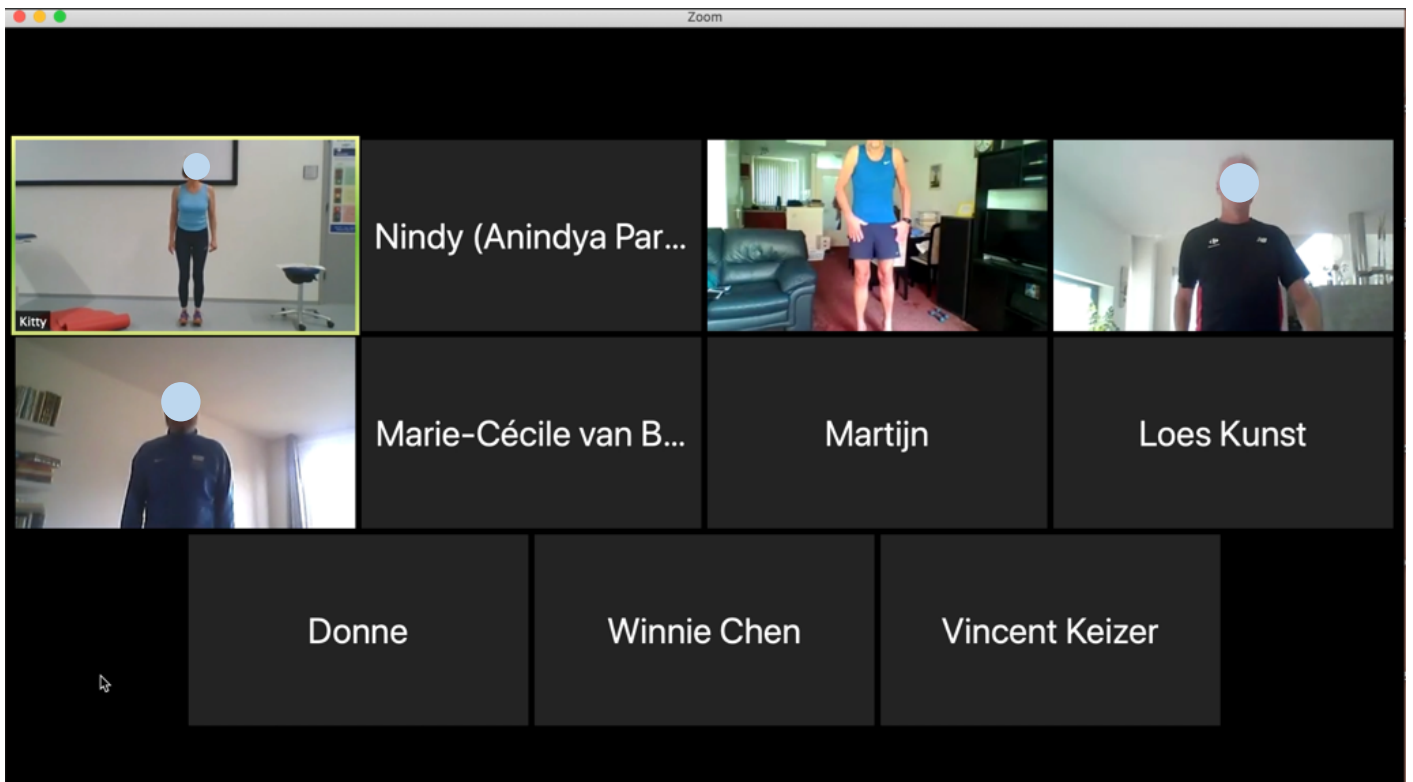 Zoom
Kitty
Nindy (Anindya Par...
Marie-Cécile van B...
Martijn
Loes Kunst
Donne
Winnie Chen
Vincent Keizer